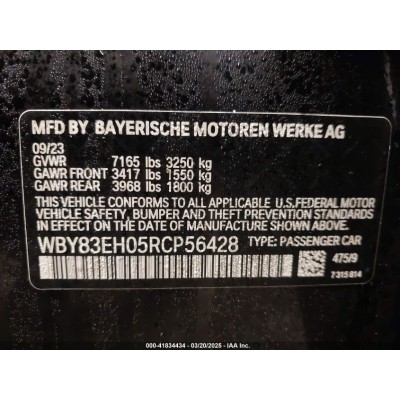 MFD BY BAYERISCHE MOTOREN WERKE AG
09/23
GVWR 7165 lbs 3250 kg
GAWR FRONT 3417 lbs 1550 kg
GAWR REAR 3968 lbs 1800 kg
THIS VEHICLE CONFORMS TO ALL APPLICABLE U.S.FEDERAL MOTOR
VEHICLE SAFETY, BUMPER, AND THEFT PREVENTION STANDARDS
IN EFFECT ON THE DATE OF MANUFACTURE SHOWN ABOVE.
WBY83EH05RCP56428 TYPE: PASSENGER CAR
475/9
7315814
000-41834434 - 03/20/2025 - IAA Inc.